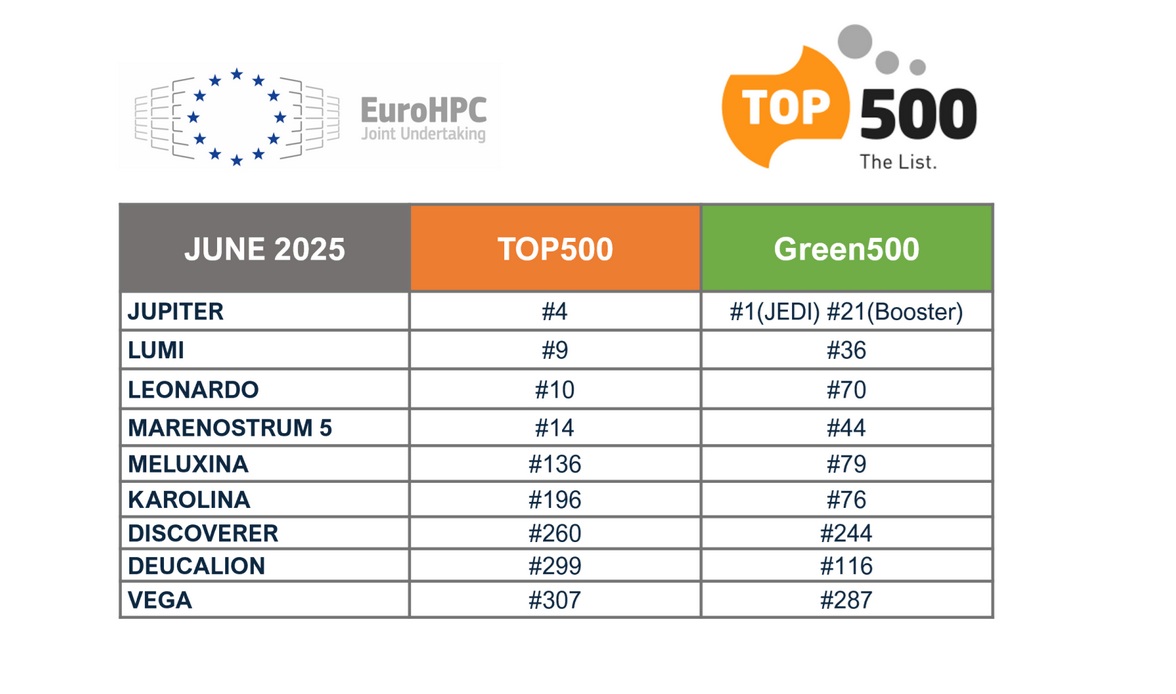 EuroHPC
Joint Undertaking
TOP 500
The List.
JUNE 2025 TOP500 Green500
JUPITER #4 #1(JEDI) #21(Booster)
LUMI #9 #36
LEONARDO #10 #70
MARENOSTRUM 5 #14 #44
MELUXINA #136 #79
KAROLINA #196 #76
DISCOVERER #260 #244
DEUCALION #299 #116
VEGA #307 #287